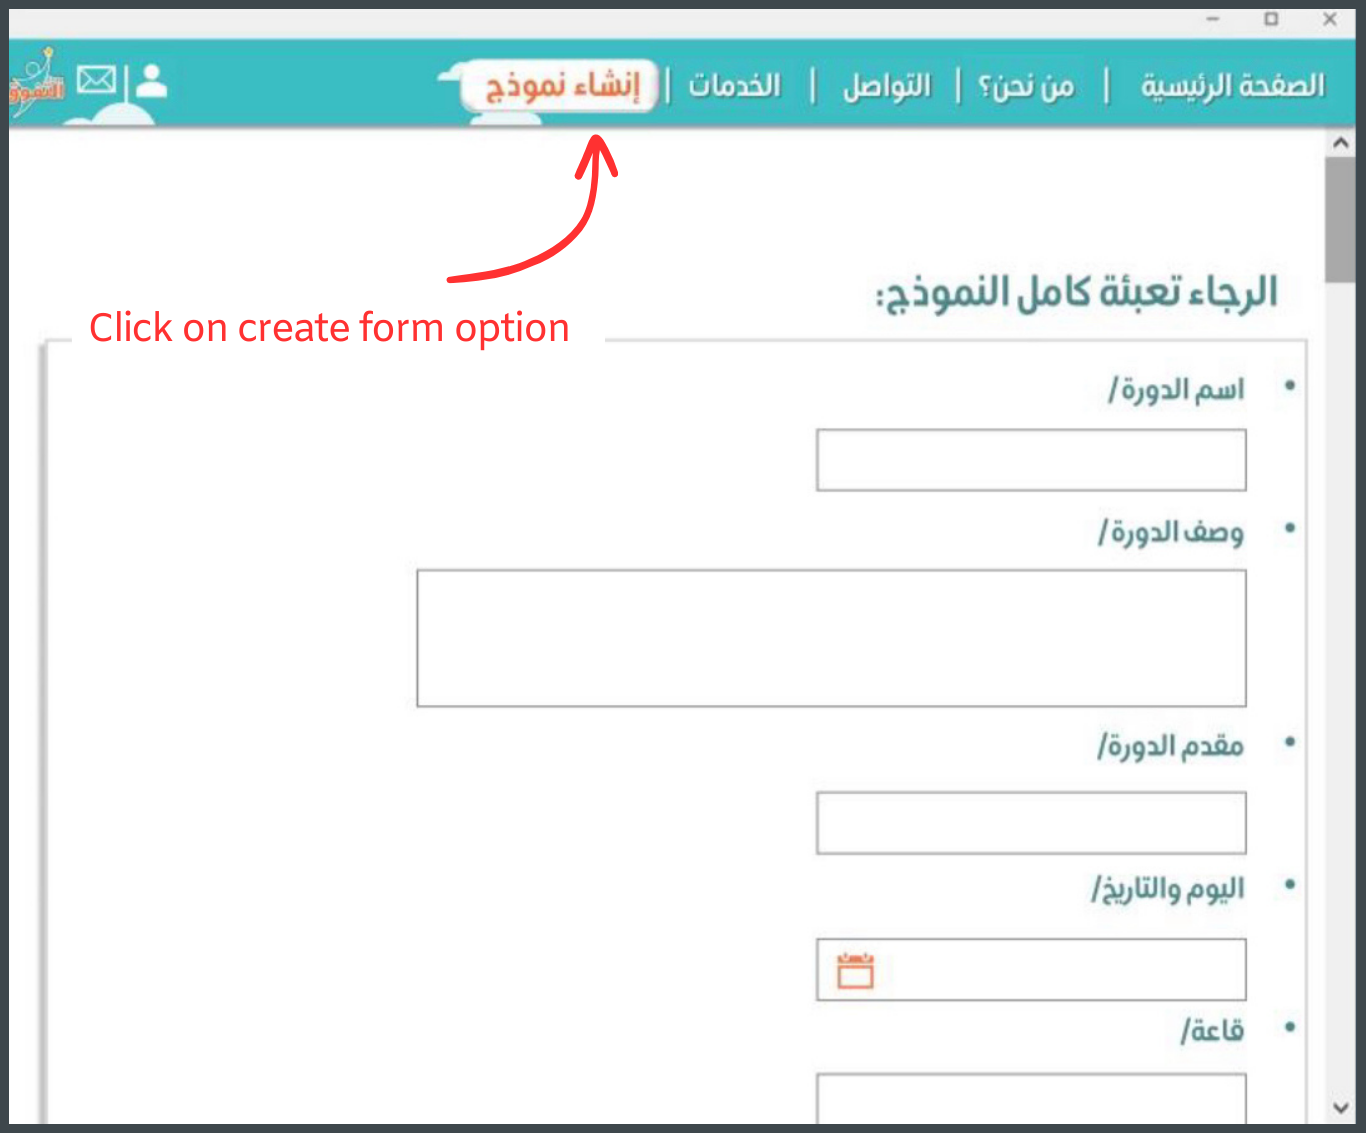 الصفحة الرئيسية | من نحن؟ | التواصل | الخدمات | إنشاء نموذج
التفوق
الرجاء تعبئة كامل النموذج:
Click on create form option
• اسم الدورة/
• وصف الدورة/
• مقدم الدورة/
• اليوم والتاريخ/
• قاعة/